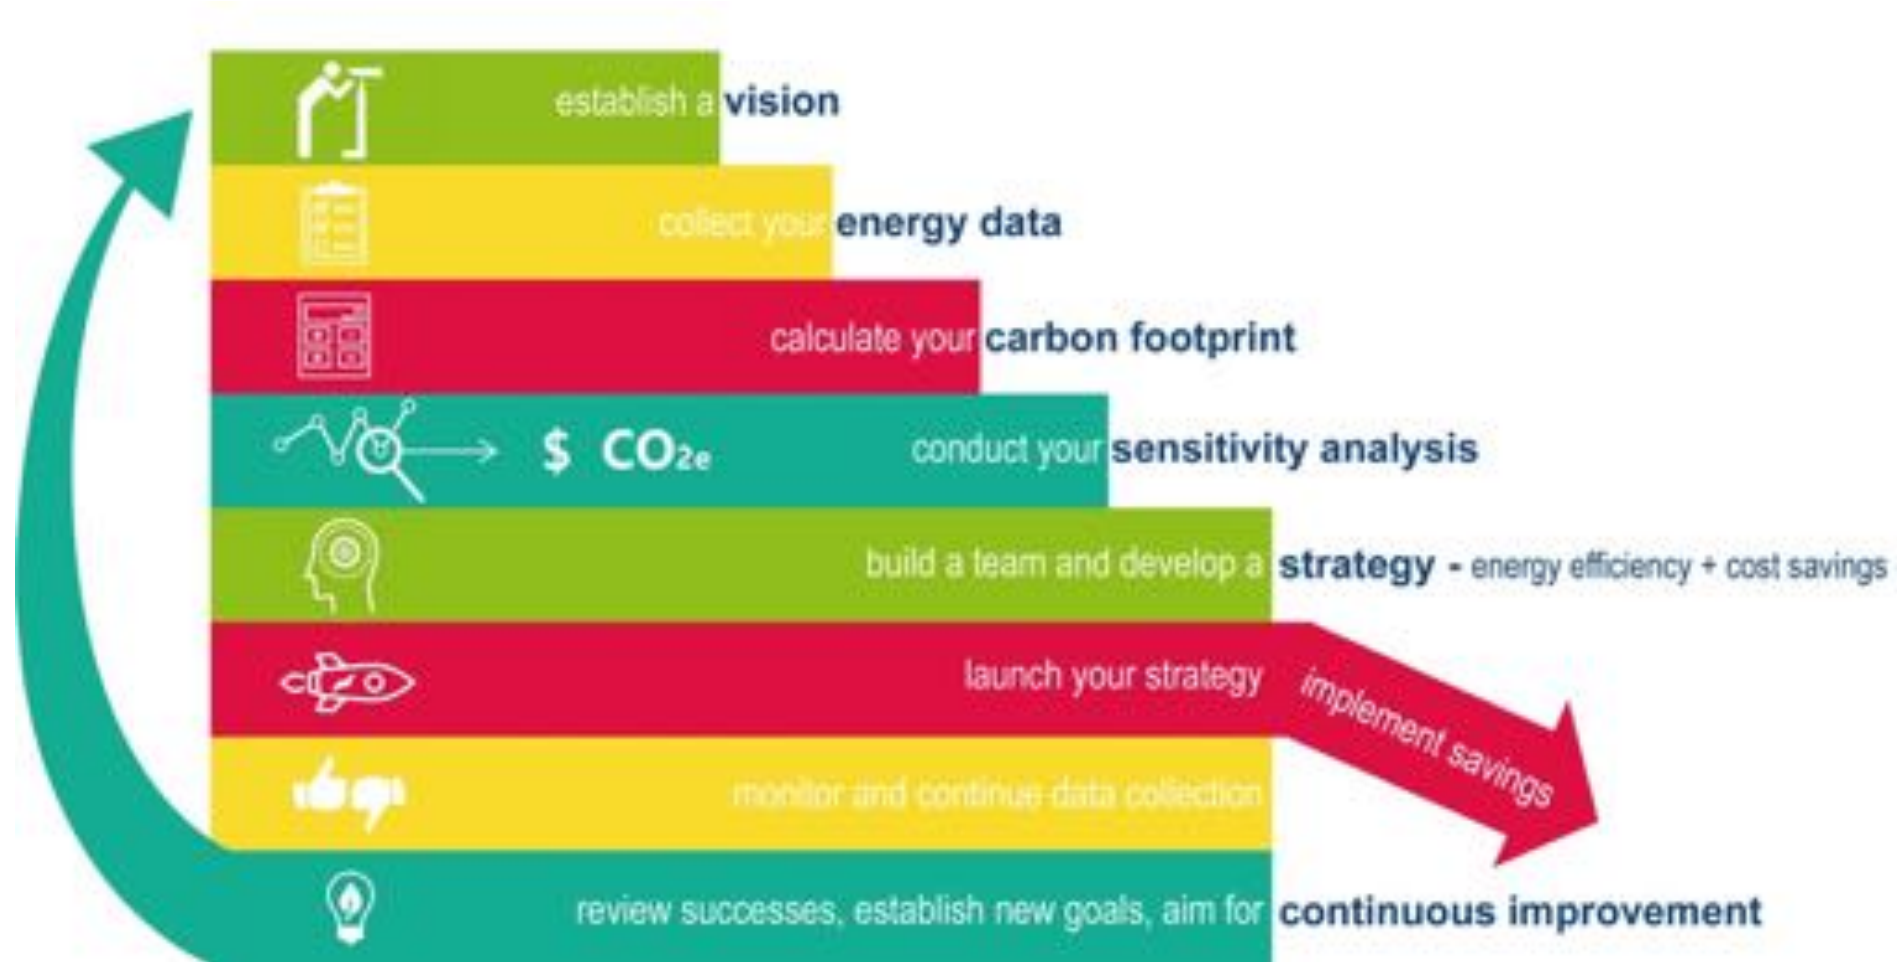 establish a vision
collect your energy data
calculate your carbon footprint
$ CO2e conduct your sensitivity analysis
build a team and develop a strategy - energy efficiency + cost savings
launch your strategy implement savings
monitor and continue data collection
review successes, establish new goals, aim for continuous improvement